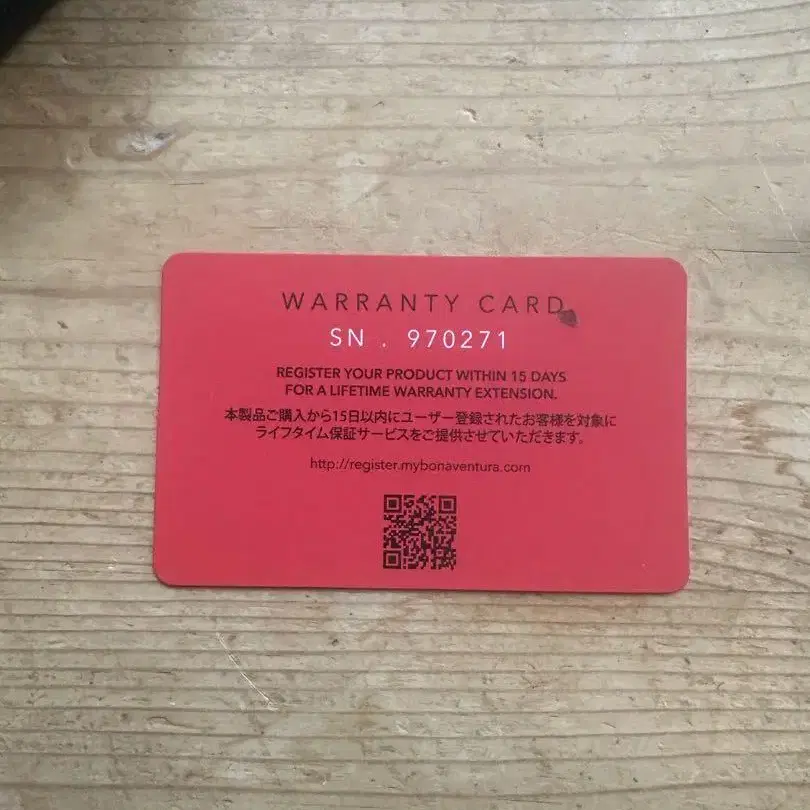 WARRANTY CARD
SN . 970271
REGISTER YOUR PRODUCT WITHIN 15 DAYS
FOR A LIFETIME WARRANTY EXTENSION.
本製品ご購入から15日以内にユーザー登録されたお客様を対象に
ライフタイム保証サービスをご提供させていただきます。
http://register.mybonaventura.com